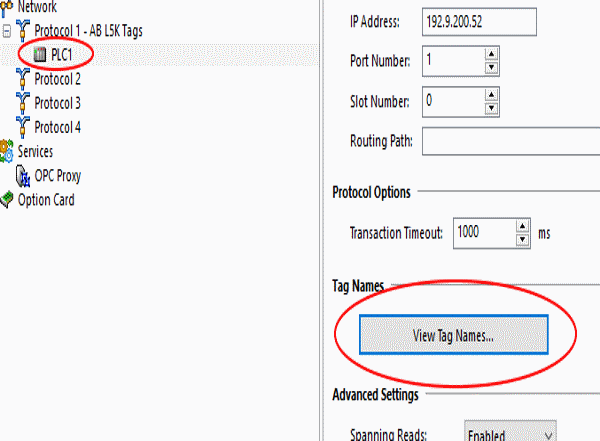 Network
Protocol 1 - AB L5K Tags
PLC1
Protocol 2
Protocol 3
Protocol 4
Services
OPC Proxy
Option Card
IP Address: 192.9.200.52
Port Number: 1
Slot Number: 0
Routing Path:
Protocol Options
Transaction Timeout: 1000 ms
Tag Names
View Tag Names...
Advanced Settings
Spanning Reads: Enabled